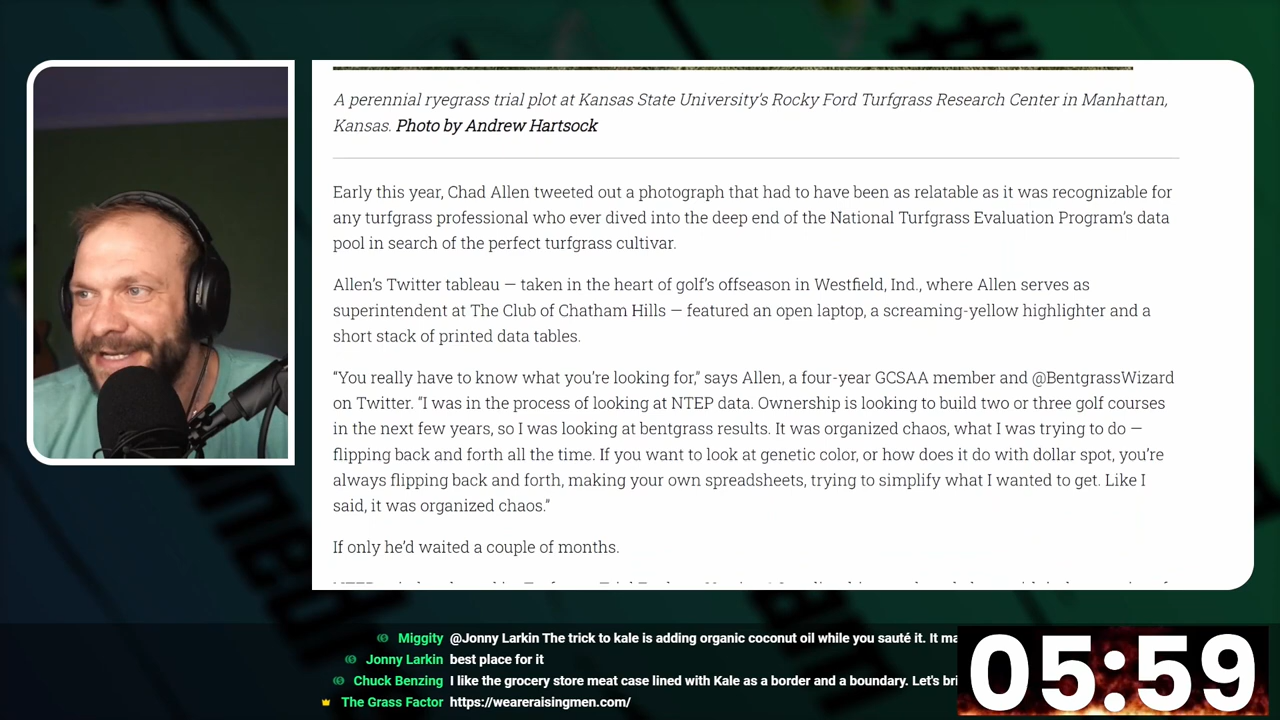 A perennial ryegrass trial plot at Kansas State University’s Rocky Ford Turfgrass Research Center in Manhattan,
Kansas. Photo by Andrew Hartsock
Early this year, Chad Allen tweeted out a photograph that had to have been as relatable as it was recognizable for
any turfgrass professional who ever dived into the deep end of the National Turfgrass Evaluation Program’s data
pool in search of the perfect turfgrass cultivar.
Allen’s Twitter tableau — taken in the heart of golf’s offseason in Westfield, Ind., where Allen serves as
superintendent at The Club of Chatham Hills — featured an open laptop, a screaming-yellow highlighter and a
short stack of printed data tables.
“You really have to know what you’re looking for,” says Allen, a four-year GCSAA member and @BentgrassWizard
on Twitter. “I was in the process of looking at NTEP data. Ownership is looking to build two or three golf courses
in the next few years, so I was looking at bentgrass results. It was organized chaos, what I was trying to do —
flipping back and forth all the time. If you want to look at genetic color, or how does it do with dollar spot, you’re
always flipping back and forth, making your own spreadsheets, trying to simplify what I wanted to get. Like I
said, it was organized chaos.”
If only he’d waited a couple of months.
Miggity @Jonny Larkin The trick to kale is adding organic coconut oil while you sauté it. It
Jonny Larkin best place for it
Chuck Benzing I like the grocery store meat case lined with Kale as a border and a boundary. Let's
The Grass Factor https://weareraisingmen.com/
05:59